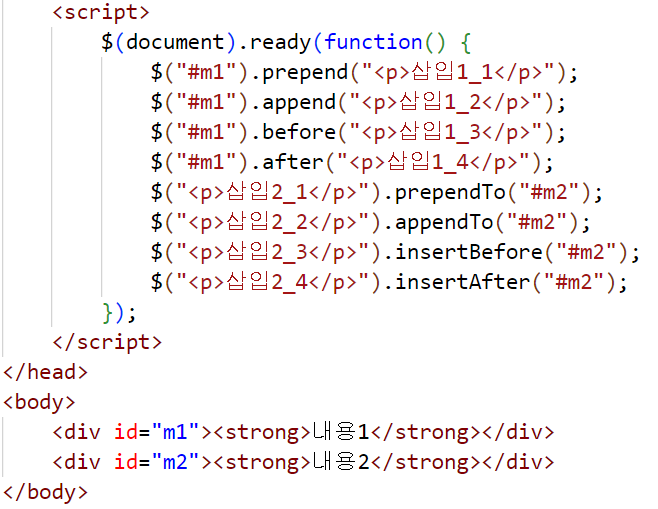 <script>
$(document).ready(function() {
$("#m1").prepend("<p>삽입1_1</p>");
$("#m1").append("<p>삽입1_2</p>");
$("#m1").before("<p>삽입1_3</p>");
$("#m1").after("<p>삽입1_4</p>");
$("<p>삽입2_1</p>").prependTo("#m2");
$("<p>삽입2_2</p>").appendTo("#m2");
$("<p>삽입2_3</p>").insertBefore("#m2");
$("<p>삽입2_4</p>").insertAfter("#m2");
});
</script>
</head>
<body>
<div id="m1"><strong>내용1</strong></div>
<div id="m2"><strong>내용2</strong></div>
</body>